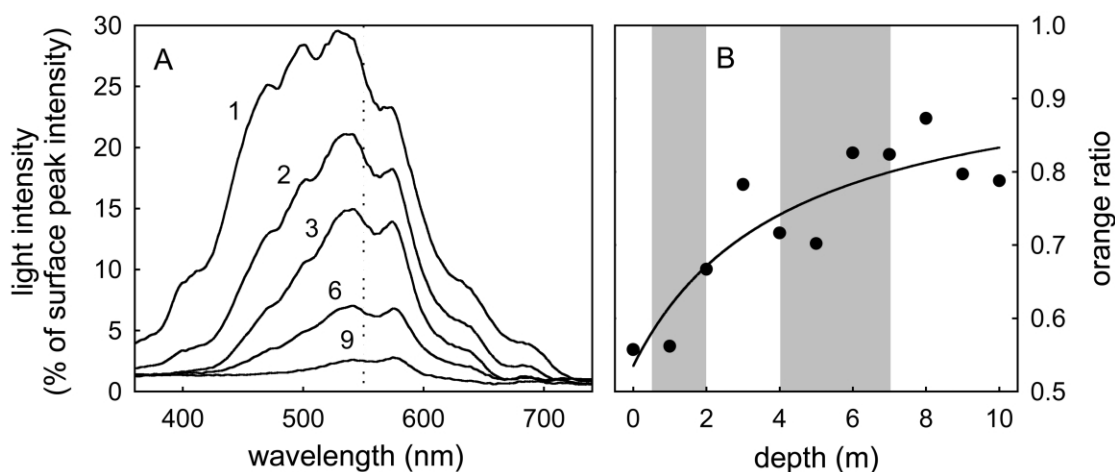 A
B
light intensity
(% of surface peak intensity)
30
25
20
15
10
5
0
1
2
3
6
9
400 500 600 700
wavelength (nm)
1.0
0.9
0.8
0.7
0.6
0.5
orange ratio
0 2 4 6 8 10
depth (m)